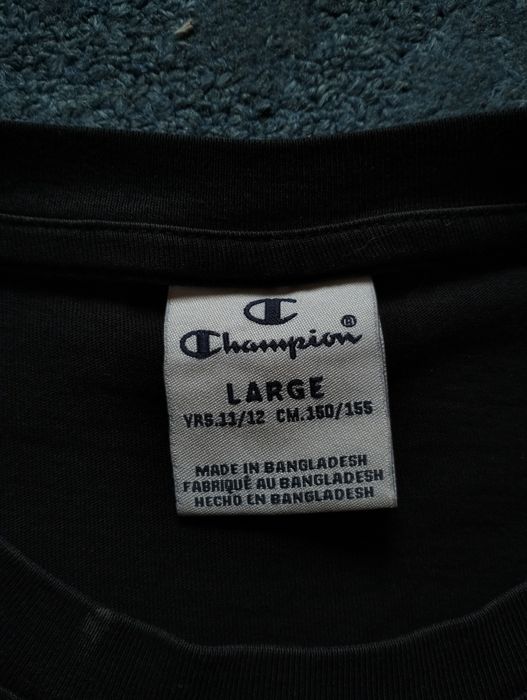 Champion®
LARGE
YRS.11/12 CM.150/155
MADE IN BANGLADESH
FABRIQUÉ AU BANGLADESH
HECHO EN BANGLADESH